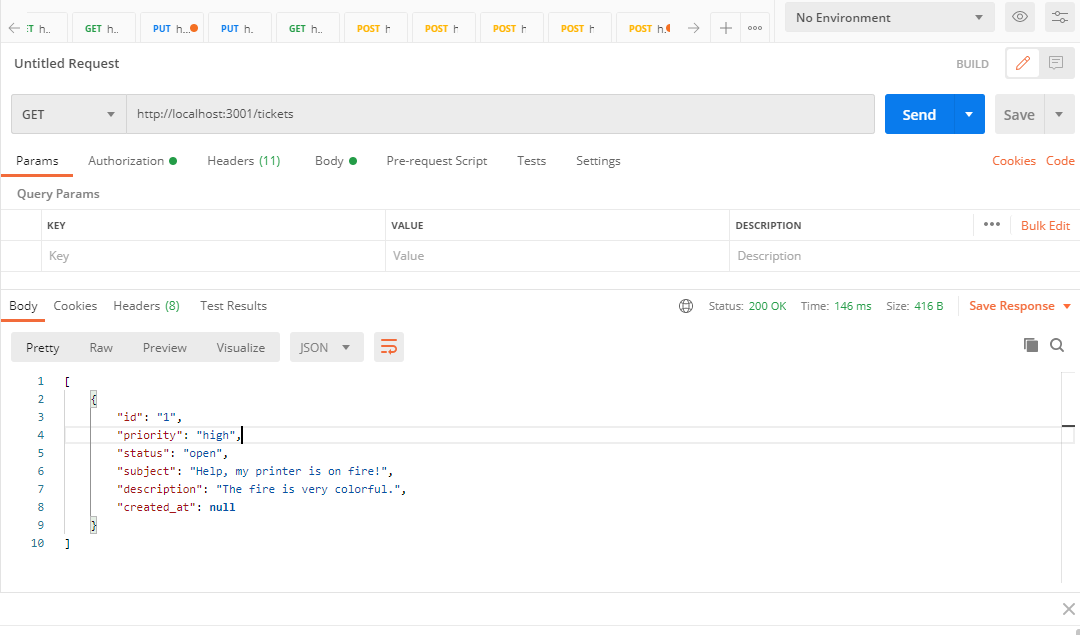 ET h..
GET h..
PUT h...
PUT h.
GET h..
POST h
POST h
POST h
POST h
POST h.
No Environment
Untitled Request
BUILD
GET
http://localhost:3001/tickets
Send
Save
Params Authorization Headers (11) Body Pre-request Script Tests Settings Cookies Code
Query Params
KEY VALUE DESCRIPTION ••• Bulk Edit
Key Value Description
Body Cookies Headers (8) Test Results Status: 200 OK Time: 146 ms Size: 416 B Save Response
Pretty Raw Preview Visualize JSON
1 [
2 {
3 "id": "1",
4 "priority": "high",
5 "status": "open",
6 "subject": "Help, my printer is on fire!",
7 "description": "The fire is very colorful.",
8 "created_at": null
9 }
10 ]